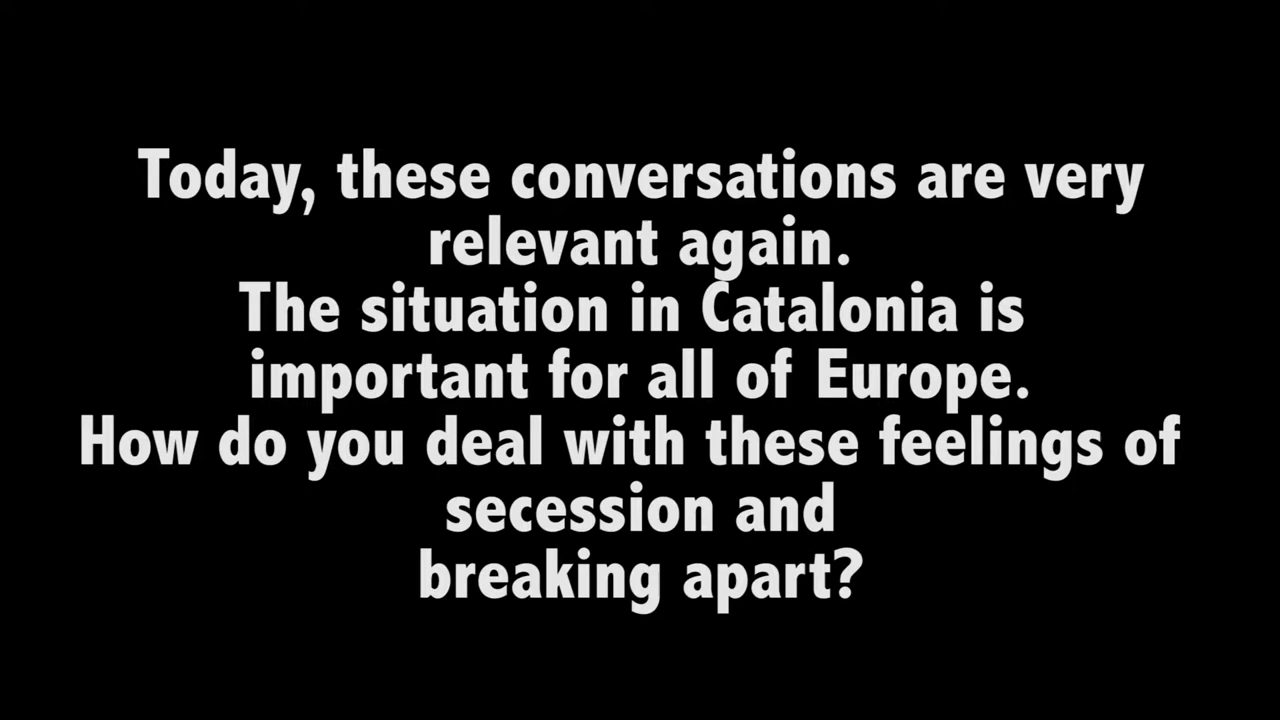 Today, these conversations are very
relevant again.
The situation in Catalonia is
important for all of Europe.
How do you deal with these feelings of
secession and
breaking apart?